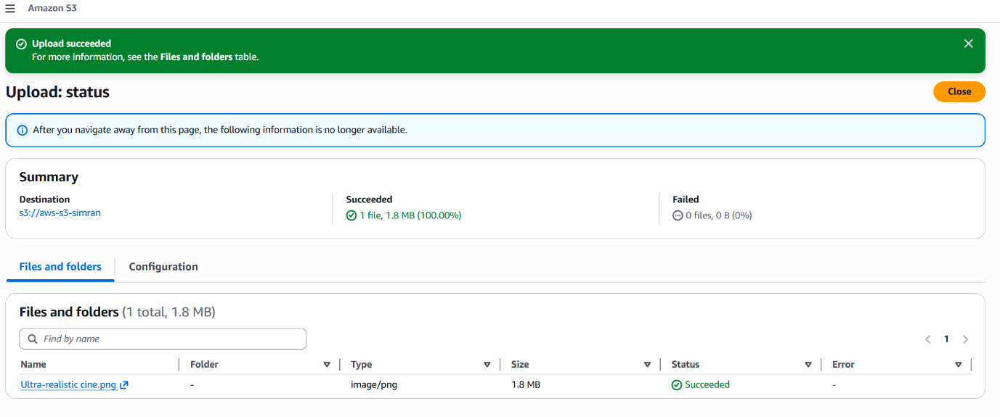 Amazon S3
Upload succeeded
For more information, see the Files and folders table.
Upload: status
Close
After you navigate away from this page, the following information is no longer available.
Summary
Destination
s3://aws-s3-simran
Succeeded
1 file, 1.8 MB (100.00%)
Failed
0 files, 0 B (0%)
Files and folders
Configuration
Files and folders (1 total, 1.8 MB)
Find by name
1
Name Folder Type Size Status Error
Ultra-realistic cine.png - image/png 1.8 MB Succeeded -